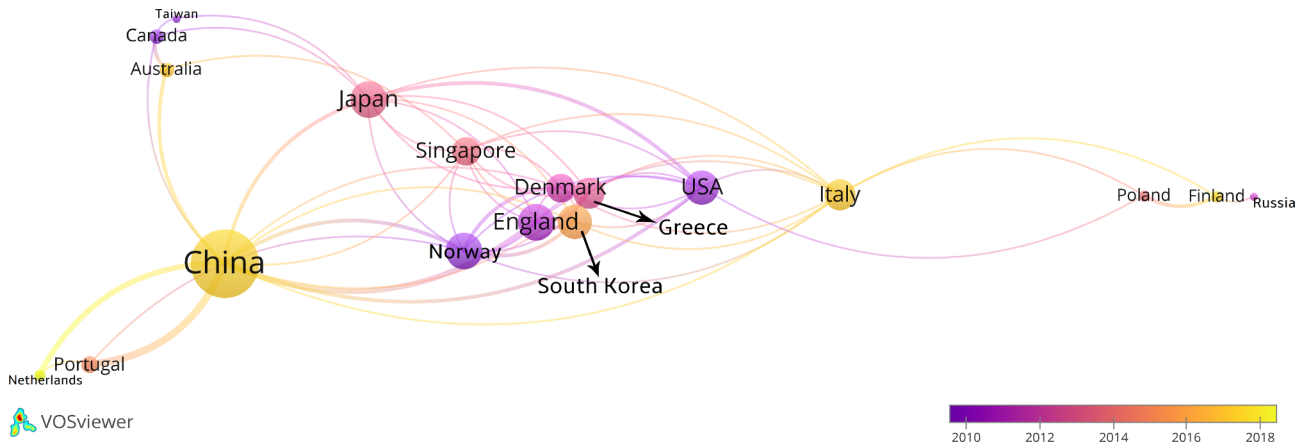 Taiwan
Canada
Australia
Japan
Singapore
Denmark
USA
Italy
Poland
Finland
Russia
England
Greece
Norway
China
South Korea
Portugal
Netherlands
VOSviewer
2010 2012 2014 2016 2018